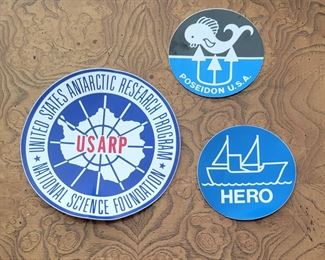 UNITED STATES ANTARCTIC RESEARCH PROGRAM
USARP
NATIONAL SCIENCE FOUNDATION
POSEIDON U.S.A.
HERO